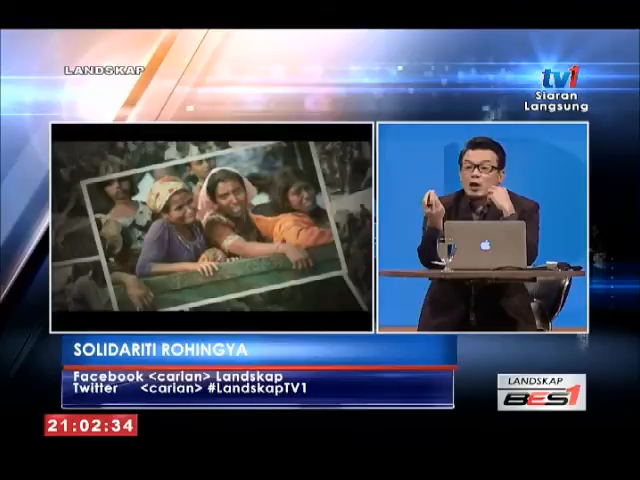 LANDSKAP
tv1
Siaran
Langsung
SOLIDARITI ROHINGYA
Facebook <carian> Landskap
Twitter <carian> #LandskapTV1
LANDSKAP
BES1
21:02:34